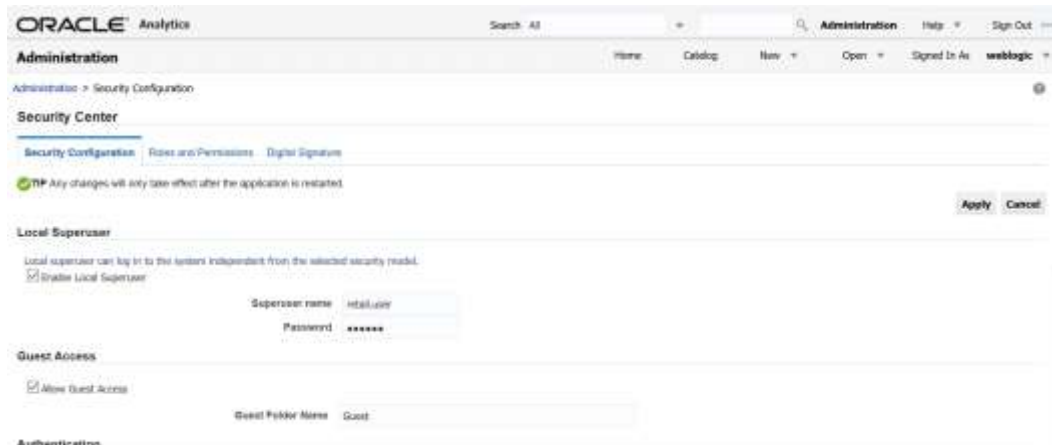 ORACLE Analytics Search All Administration Help Sign Out
Administration Home Catalog New Open Signed In As weblogic
Administration > Security Configuration
Security Center
Security Configuration Roles and Permissions Digital Signature
TIP Any changes will only take effect after the application is restarted.
Apply Cancel
Local Superuser
Local superuser can log in to the system independent from the selected security model.
Enable Local Superuser
Superuser name retail.user
Password ••••••
Guest Access
Allow Guest Access
Guest Folder Name Guest
Authentication